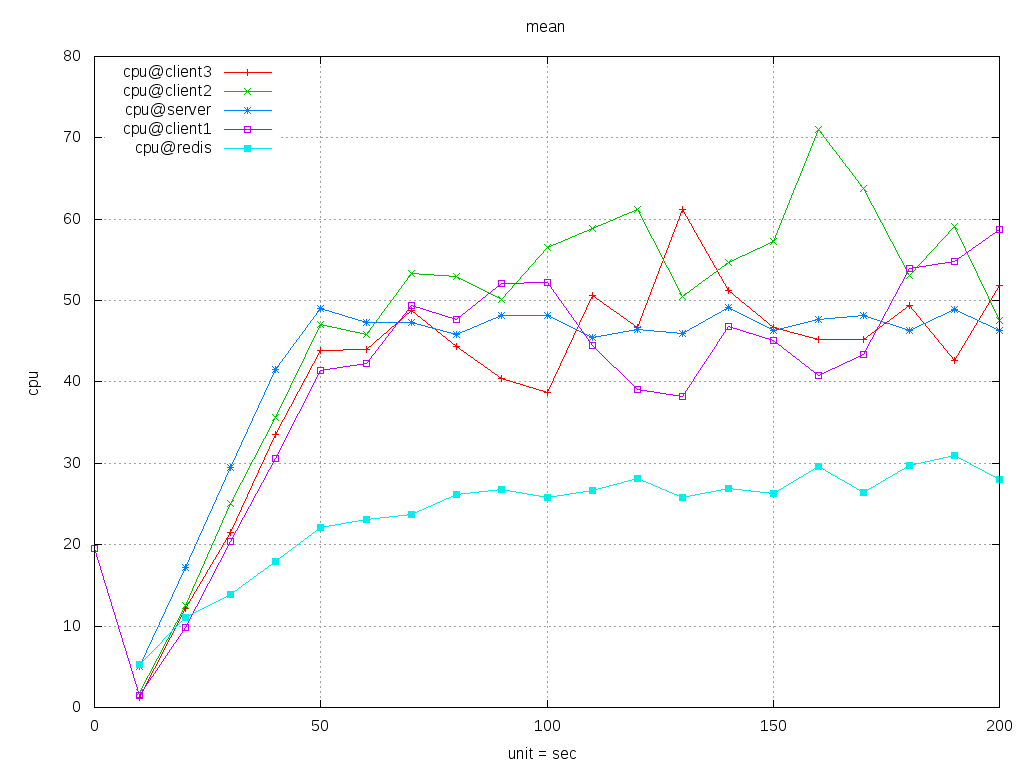 mean
80
70
60
50
40
30
20
10
0
cpu
cpu@client3
cpu@client2
cpu@server
cpu@client1
cpu@redis
0 50 100 150 200
unit = sec